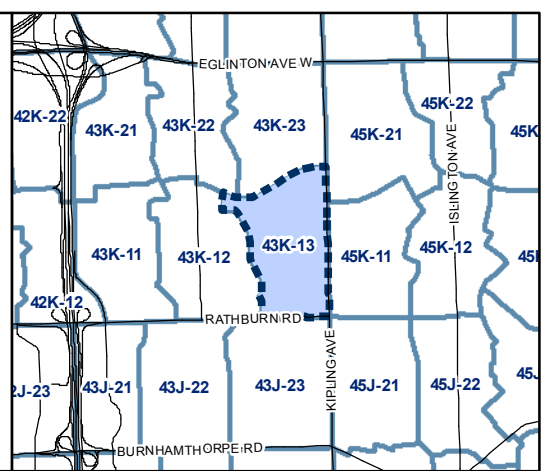 EGLINTON AVE W
42K-22
43K-21
43K-22
43K-23
45K-21
45K-22
45K
ISLINGTON AVE
43K-11
43K-12
43K-13
45K-11
45K-12
45
42K-12
RATHBURN RD
KIPLING AVE
2J-23
43J-21
43J-22
43J-23
45J-21
45J-22
45J
BURNHAMTHORPE RD